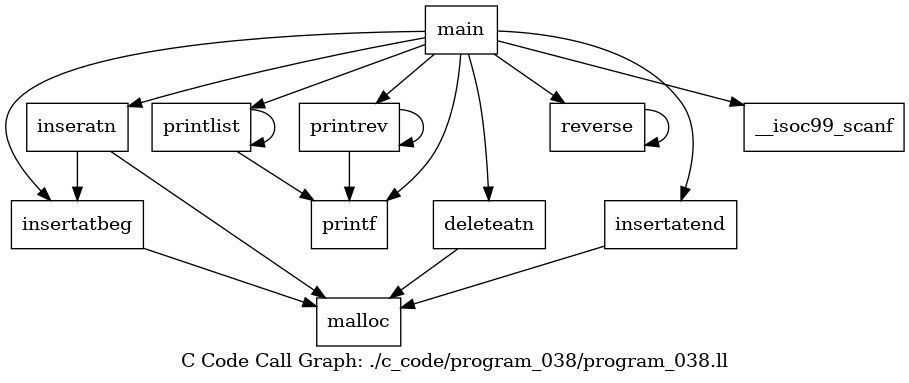 main
inseratn
printlist
printrev
reverse
__isoc99_scanf
insertatbeg
printf
deleteatn
insertatend
malloc
C Code Call Graph: ./c_code/program_038/program_038.ll